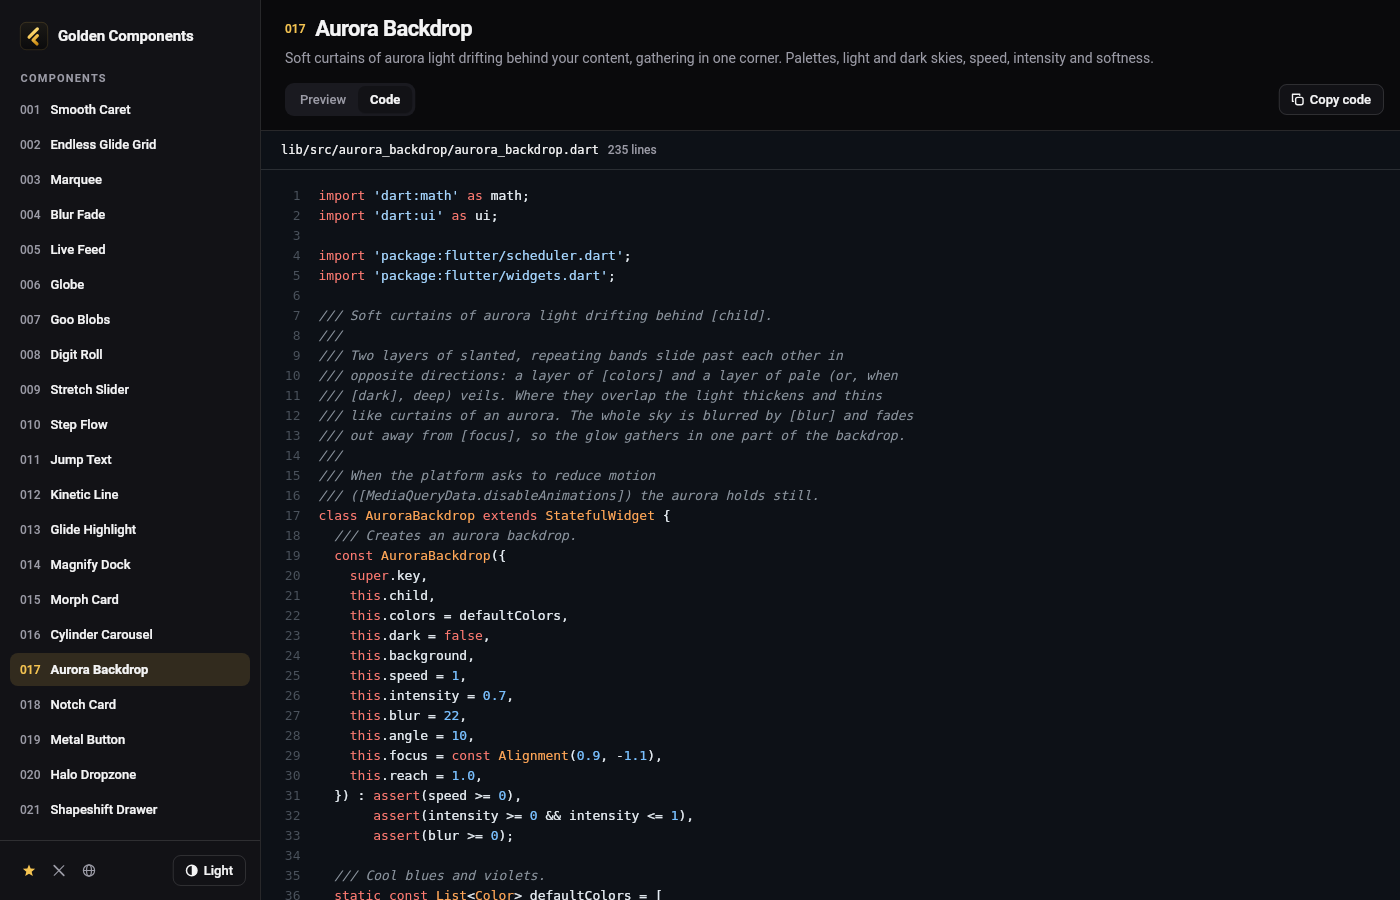 Golden Components
COMPONENTS
001 Smooth Caret
002 Endless Glide Grid
003 Marquee
004 Blur Fade
005 Live Feed
006 Globe
007 Goo Blobs
008 Digit Roll
009 Stretch Slider
010 Step Flow
011 Jump Text
012 Kinetic Line
013 Glide Highlight
014 Magnify Dock
015 Morph Card
016 Cylinder Carousel
017 Aurora Backdrop
018 Notch Card
019 Metal Button
020 Halo Dropzone
021 Shapeshift Drawer
Light
017 Aurora Backdrop
Soft curtains of aurora light drifting behind your content, gathering in one corner. Palettes, light and dark skies, speed, intensity and softness.
Preview Code
Copy code
lib/src/aurora_backdrop/aurora_backdrop.dart 235 lines
1 import 'dart:math' as math;
2 import 'dart:ui' as ui;
3
4 import 'package:flutter/scheduler.dart';
5 import 'package:flutter/widgets.dart';
6
7 /// Soft curtains of aurora light drifting behind [child].
8 ///
9 /// Two layers of slanted, repeating bands slide past each other in
10 /// opposite directions: a layer of [colors] and a layer of pale (or, when
11 /// [dark], deep) veils. Where they overlap the light thickens and thins
12 /// like curtains of an aurora. The whole sky is blurred by [blur] and fades
13 /// out away from [focus], so the glow gathers in one part of the backdrop.
14 ///
15 /// When the platform asks to reduce motion
16 /// ([MediaQueryData.disableAnimations]) the aurora holds still.
17 class AuroraBackdrop extends StatefulWidget {
18 /// Creates an aurora backdrop.
19 const AuroraBackdrop({
20 super.key,
21 this.child,
22 this.colors = defaultColors,
23 this.dark = false,
24 this.background,
25 this.speed = 1,
26 this.intensity = 0.7,
27 this.blur = 22,
28 this.angle = 10,
29 this.focus = const Alignment(0.9, -1.1),
30 this.reach = 1.0,
31 }) : assert(speed >= 0),
32 assert(intensity >= 0 && intensity <= 1),
33 assert(blur >= 0);
34
35 /// Cool blues and violets.
36 static const List<Color> defaultColors = [